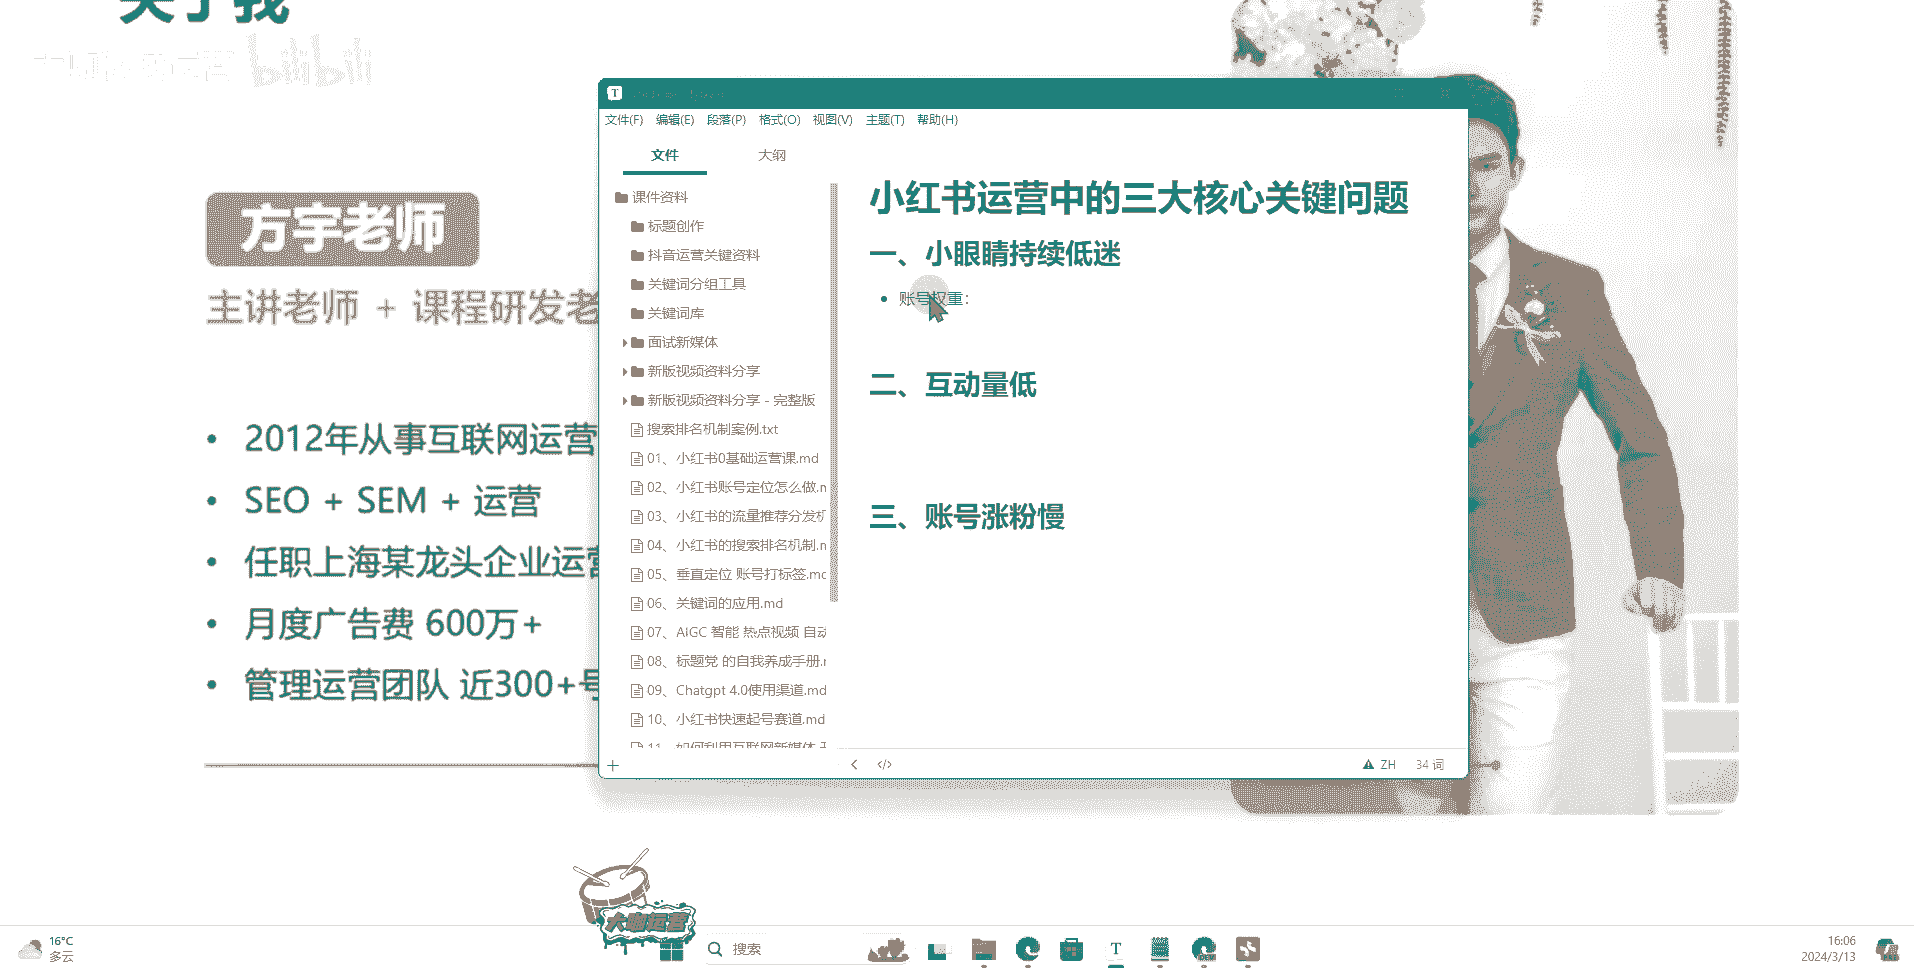 关于我
bilibili
方宇老师
主讲老师 + 课程研发老
2012年从事互联网运营
SEO + SEM + 运营
任职上海某龙头企业运营
月度广告费 600万+
管理运营团队 近300+号
文件(F) 编辑(E) 段落(P) 格式(O) 视图(V) 主题(T) 帮助(H)
文件 大纲
课件资料
标题创作
抖音运营关键资料
关键词分组工具
关键词库
面试新媒体
新版视频资料分享
新版视频资料分享 - 完整版
搜索排名机制案例.txt
01、小红书0基础运营课.md
02、小红书账号定位怎么做.m
03、小红书的流量推荐分发机
04、小红书的搜索排名机制.m
05、垂直定位 账号打标签.md
06、关键词的应用.md
07、AIGC 智能 热点视频 自动
08、标题党 的自我养成手册.m
09、Chatgpt 4.0使用渠道.md
10、小红书快速起号赛道.md
11、如何利用互联网新媒体
小红书运营中的三大核心关键问题
一、小眼睛持续低迷
账号权重：
二、互动量低
三、账号涨粉慢
ZH 34 词
大咖运营
16°C
多云
搜索
16:06
2024/3/13